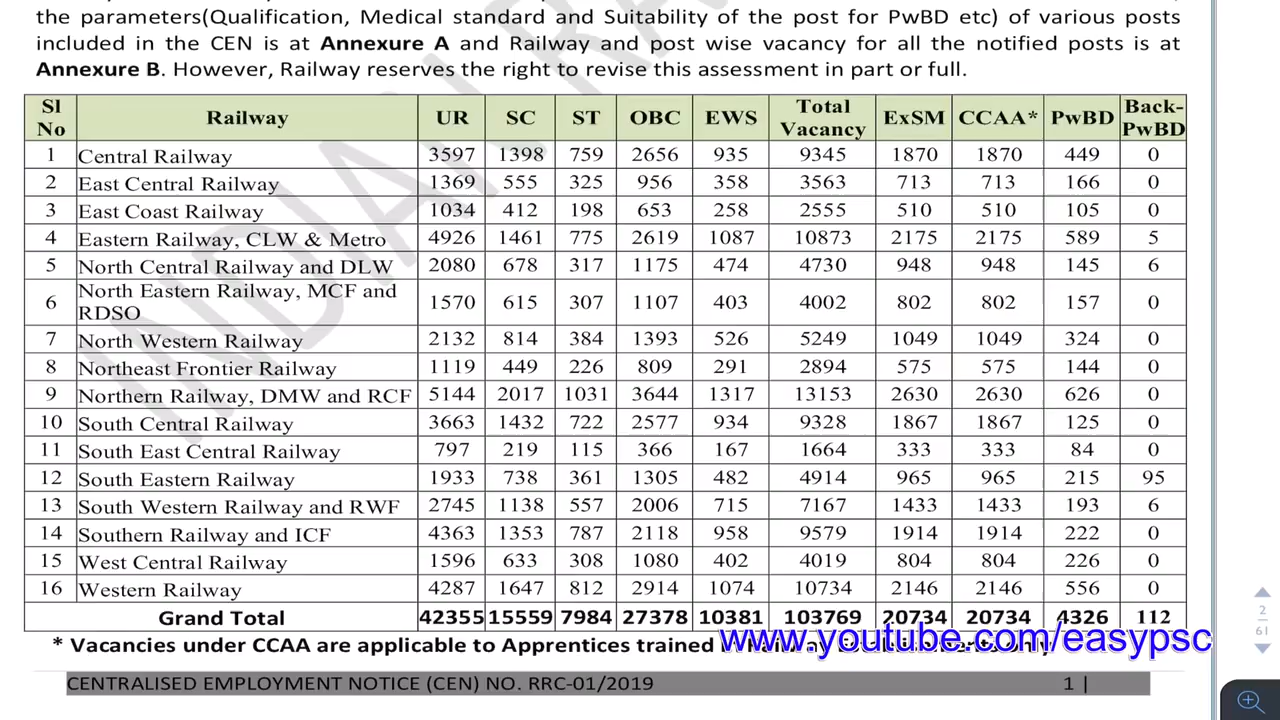 the parameters(Qualification, Medical standard and Suitability of the post for PwBD etc) of various posts
included in the CEN is at Annexure A and Railway and post wise vacancy for all the notified posts is at
Annexure B. However, Railway reserves the right to revise this assessment in part or full.
Sl No Railway UR SC ST OBC EWS Total Vacancy ExSM CCAA* PwBD Back-PwBD
1 Central Railway 3597 1398 759 2656 935 9345 1870 1870 449 0
2 East Central Railway 1369 555 325 956 358 3563 713 713 166 0
3 East Coast Railway 1034 412 198 653 258 2555 510 510 105 0
4 Eastern Railway, CLW & Metro 4926 1461 775 2619 1087 10873 2175 2175 589 5
5 North Central Railway and DLW 2080 678 317 1175 474 4730 948 948 145 6
6 North Eastern Railway, MCF and RDSO 1570 615 307 1107 403 4002 802 802 157 0
7 North Western Railway 2132 814 384 1393 526 5249 1049 1049 324 0
8 Northeast Frontier Railway 1119 449 226 809 291 2894 575 575 144 0
9 Northern Railway, DMW and RCF 5144 2017 1031 3644 1317 13153 2630 2630 626 0
10 South Central Railway 3663 1432 722 2577 934 9328 1867 1867 125 0
11 South East Central Railway 797 219 115 366 167 1664 333 333 84 0
12 South Eastern Railway 1933 738 361 1305 482 4914 965 965 215 95
13 South Western Railway and RWF 2745 1138 557 2006 715 7167 1433 1433 193 6
14 Southern Railway and ICF 4363 1353 787 2118 958 9579 1914 1914 222 0
15 West Central Railway 1596 633 308 1080 402 4019 804 804 226 0
16 Western Railway 4287 1647 812 2914 1074 10734 2146 2146 556 0
Grand Total 42355 15559 7984 27378 10381 103769 20734 20734 4326 112
* Vacancies under CCAA are applicable to Apprentices trained
www.youtube.com/easypsc
CENTRALISED EMPLOYMENT NOTICE (CEN) NO. RRC-01/2019 1 |
INDIAN RA
2
61